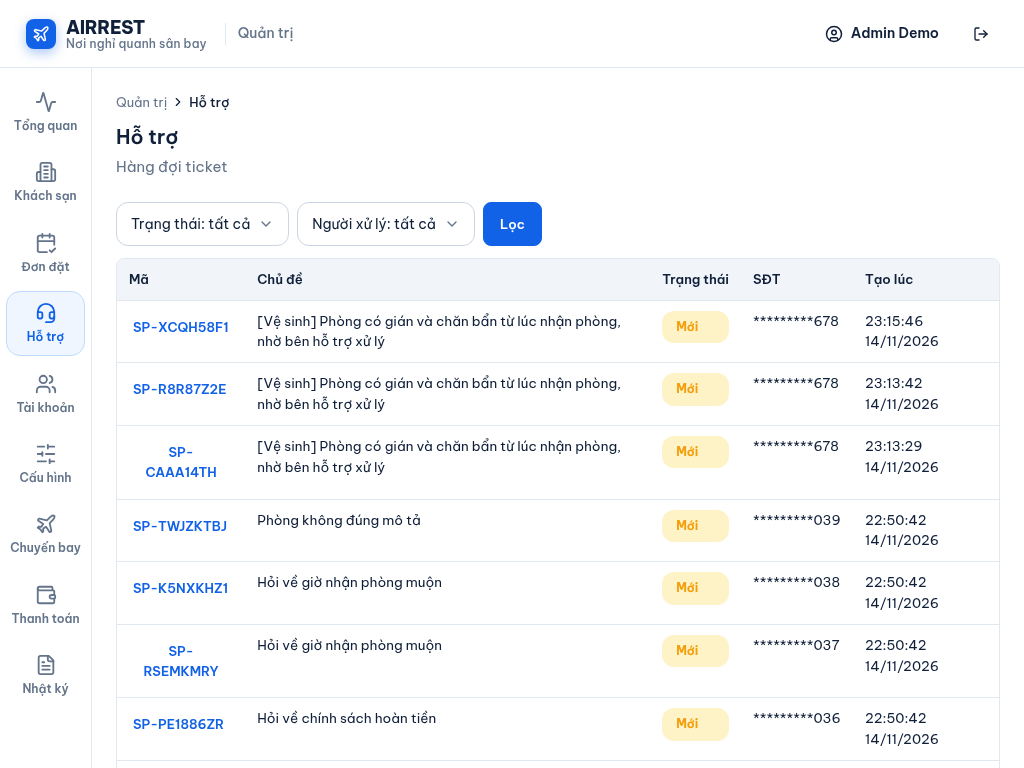 AIRREST
Nơi nghỉ quanh sân bay
Quản trị
Admin Demo
Tổng quan
Khách sạn
Đơn đặt
Hỗ trợ
Tài khoản
Cấu hình
Chuyến bay
Thanh toán
Nhật ký
Quản trị > Hỗ trợ
Hỗ trợ
Hàng đợi ticket
Trạng thái: tất cả
Người xử lý: tất cả
Lọc
Mã Chủ đề Trạng thái SĐT Tạo lúc
SP-XCQH58F1 [Vệ sinh] Phòng có gián và chăn bẩn từ lúc nhận phòng, Mới *********678 23:15:46
nhờ bên hỗ trợ xử lý 14/11/2026
SP-R8R87Z2E [Vệ sinh] Phòng có gián và chăn bẩn từ lúc nhận phòng, Mới *********678 23:13:42
nhờ bên hỗ trợ xử lý 14/11/2026
SP- [Vệ sinh] Phòng có gián và chăn bẩn từ lúc nhận phòng, Mới *********678 23:13:29
CAAA14TH nhờ bên hỗ trợ xử lý 14/11/2026
SP-TWJZKTBJ Phòng không đúng mô tả Mới *********039 22:50:42
14/11/2026
SP-K5NXKHZ1 Hỏi về giờ nhận phòng muộn Mới *********038 22:50:42
14/11/2026
SP- Hỏi về giờ nhận phòng muộn Mới *********037 22:50:42
RSEMKMRY 14/11/2026
SP-PE1886ZR Hỏi về chính sách hoàn tiền Mới *********036 22:50:42
14/11/2026